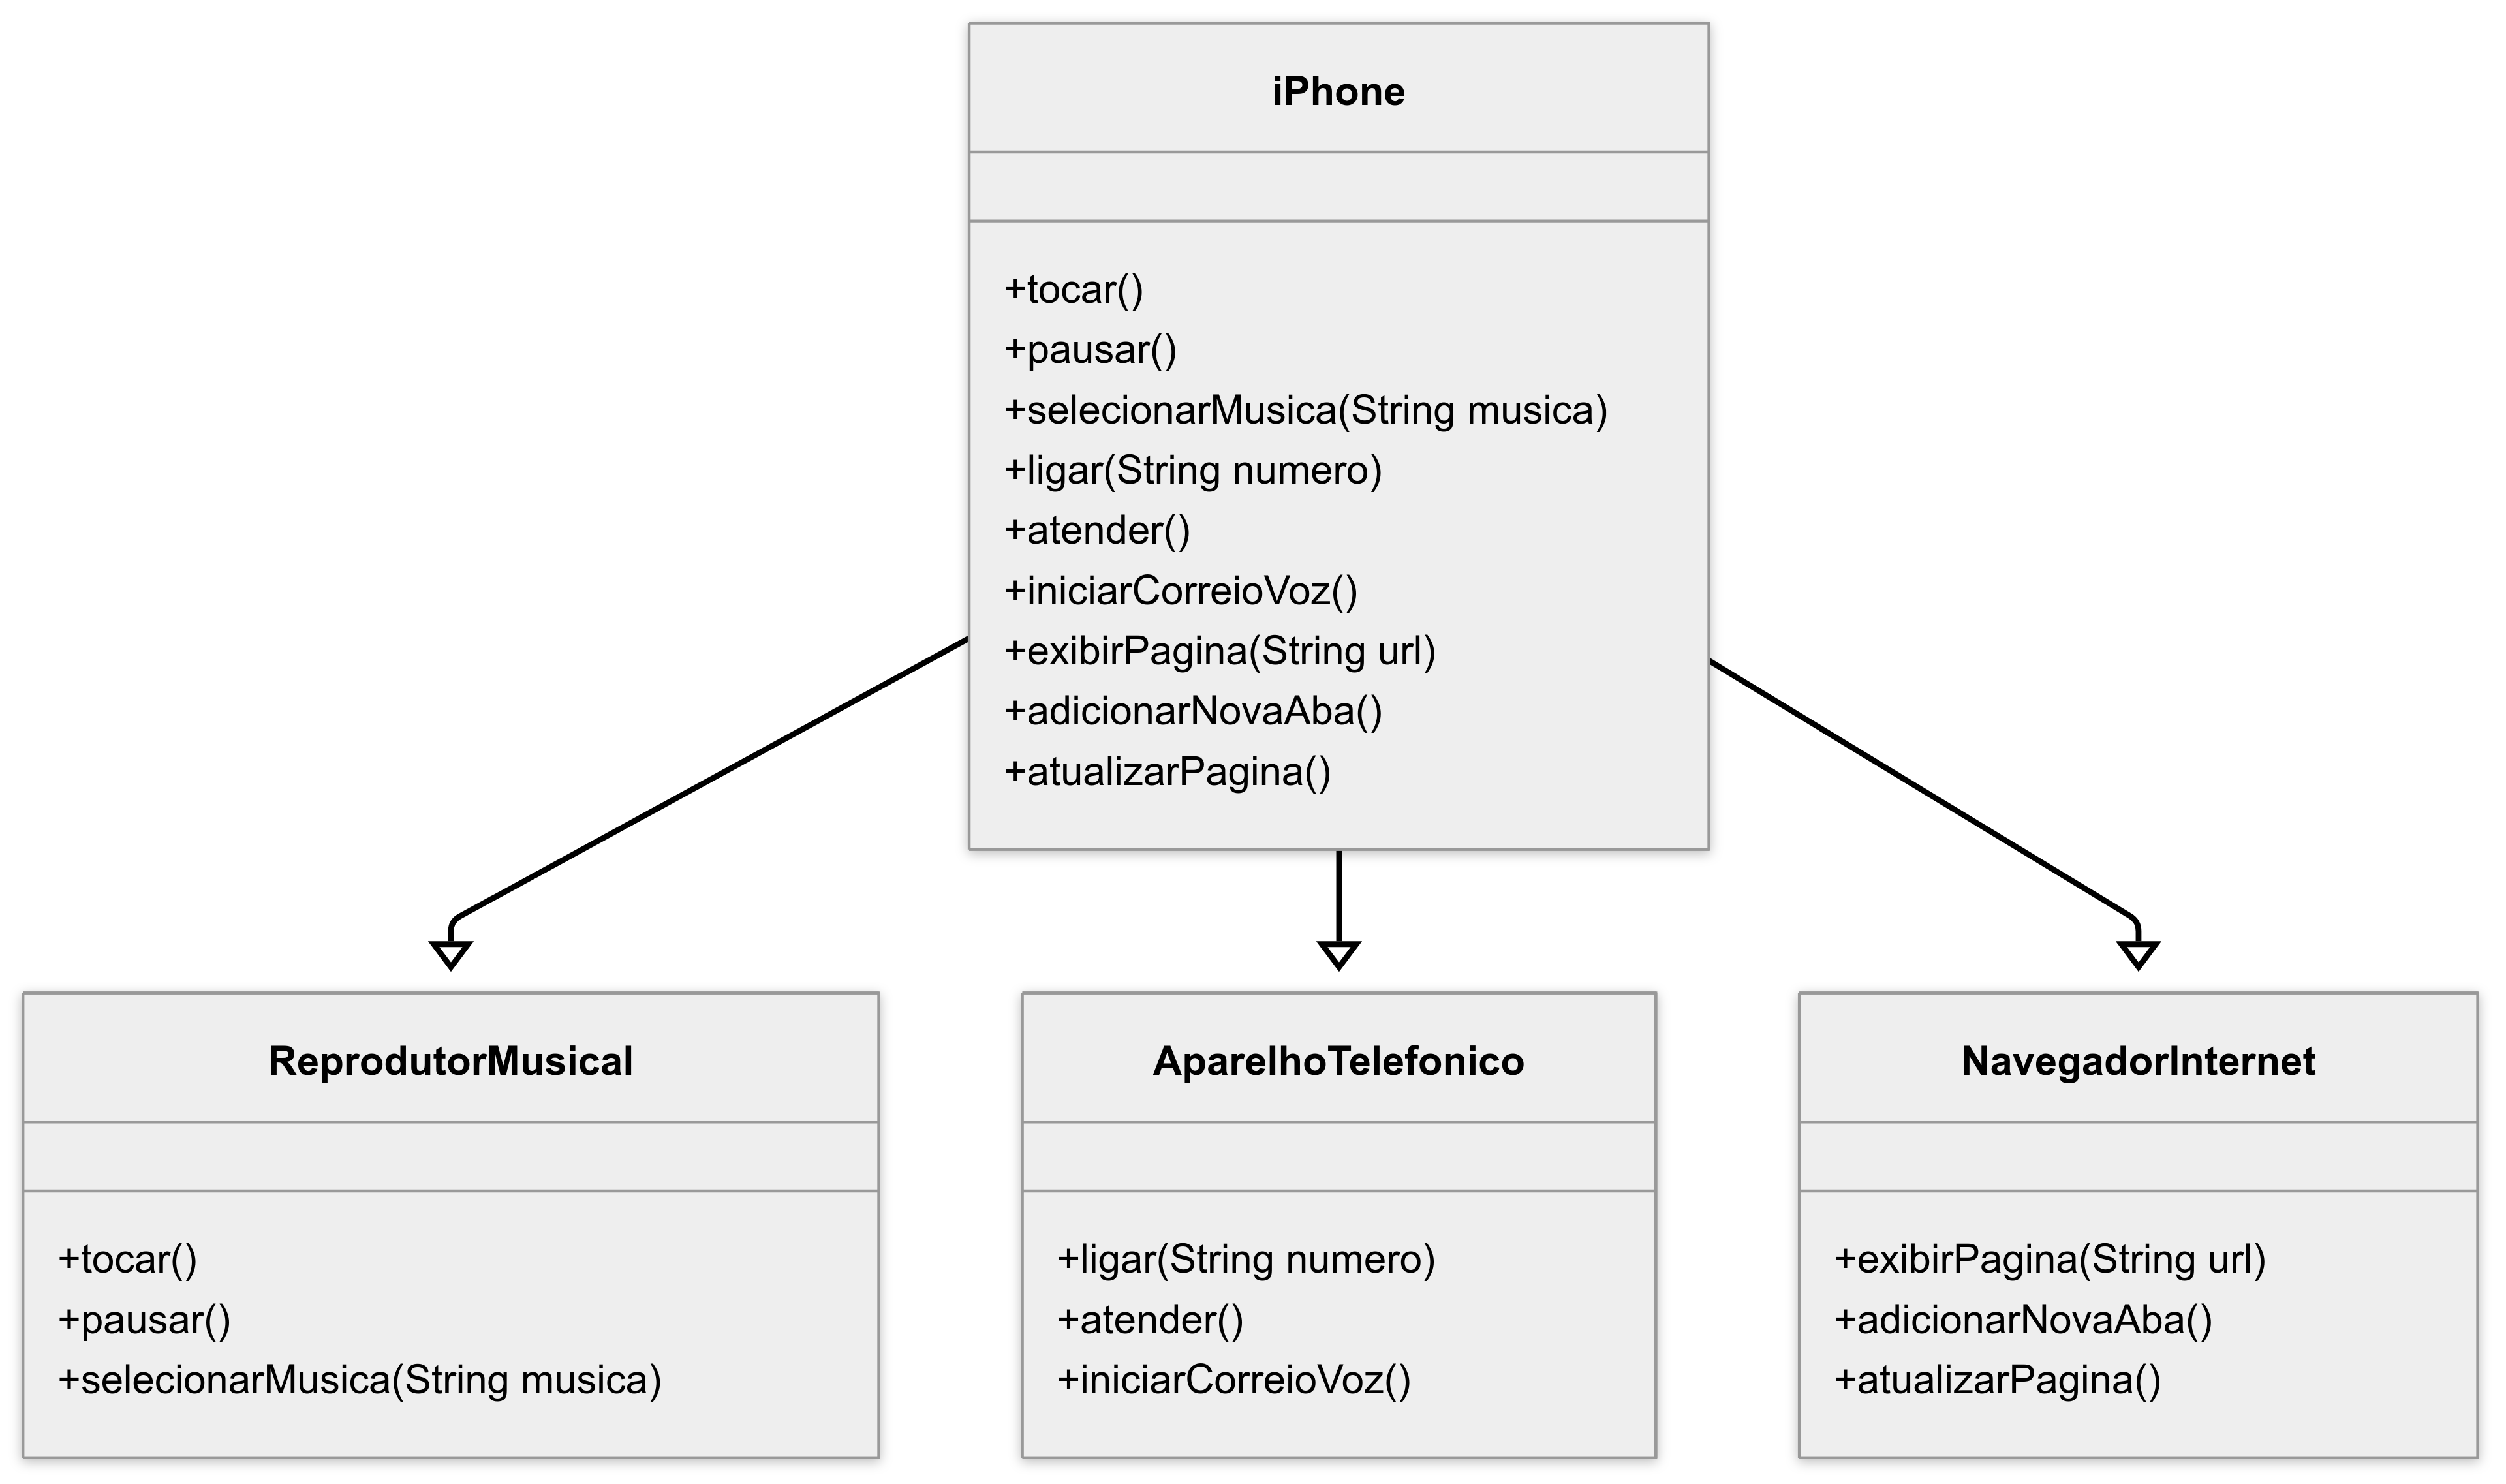 iPhone
+tocar()
+pausar()
+selecionarMusica(String musica)
+ligar(String numero)
+atender()
+iniciarCorreioVoz()
+exibirPagina(String url)
+adicionarNovaAba()
+atualizarPagina()
ReprodutorMusical
+tocar()
+pausar()
+selecionarMusica(String musica)
AparelhoTelefonico
+ligar(String numero)
+atender()
+iniciarCorreioVoz()
NavegadorInternet
+exibirPagina(String url)
+adicionarNovaAba()
+atualizarPagina()